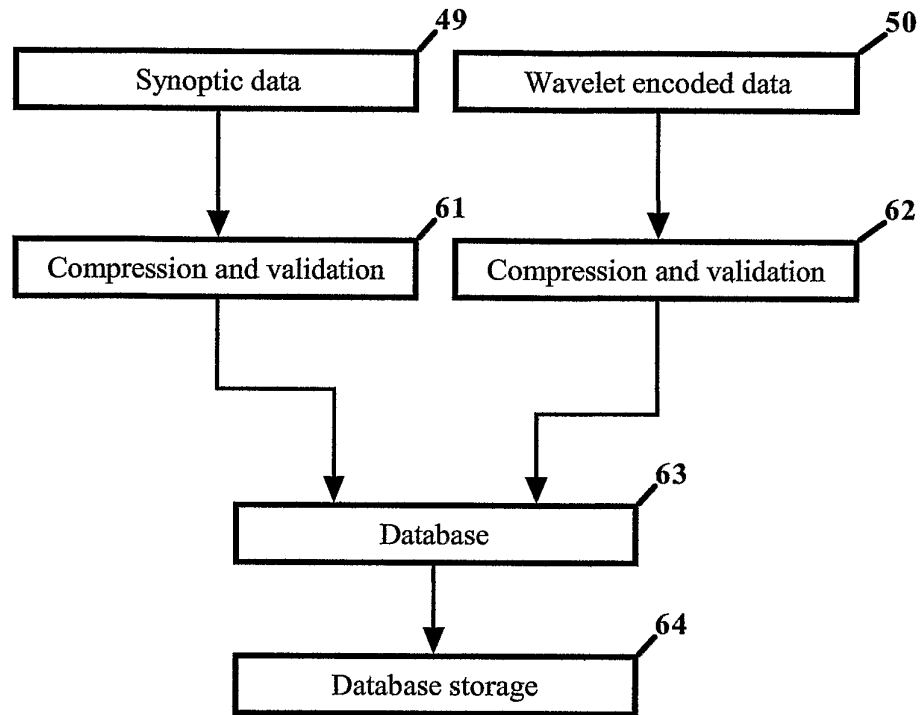 49
50
Synoptic data
Wavelet encoded data
61
62
Compression and validation
Compression and validation
63
Database
64
Database storage